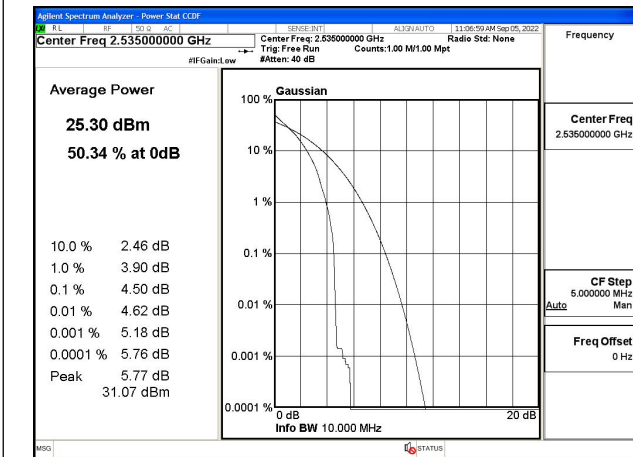 Agilent Spectrum Analyzer - Power Stat CCDF
LXI RL RF 50 Ω AC SENSE:INT ALIGN AUTO 11:06:59 AM Sep 05, 2022
Center Freq 2.535000000 GHz
Center Freq: 2.535000000 GHz Radio Std: None
Trig: Free Run Counts:1.00 M/1.00 Mpt
#IFGain:Low #Atten: 40 dB
Frequency
Average Power
25.30 dBm
50.34 % at 0dB
10.0 % 2.46 dB
1.0 % 3.90 dB
0.1 % 4.50 dB
0.01 % 4.62 dB
0.001 % 5.18 dB
0.0001 % 5.76 dB
Peak 5.77 dB
31.07 dBm
Gaussian
100 %
10 %
1 %
0.1 %
0.01 %
0.001 %
0.0001 %
0 dB 20 dB
Info BW 10.000 MHz
Center Freq
2.535000000 GHz
CF Step
5.000000 MHz
Auto Man
Freq Offset
0 Hz
MSG STATUS